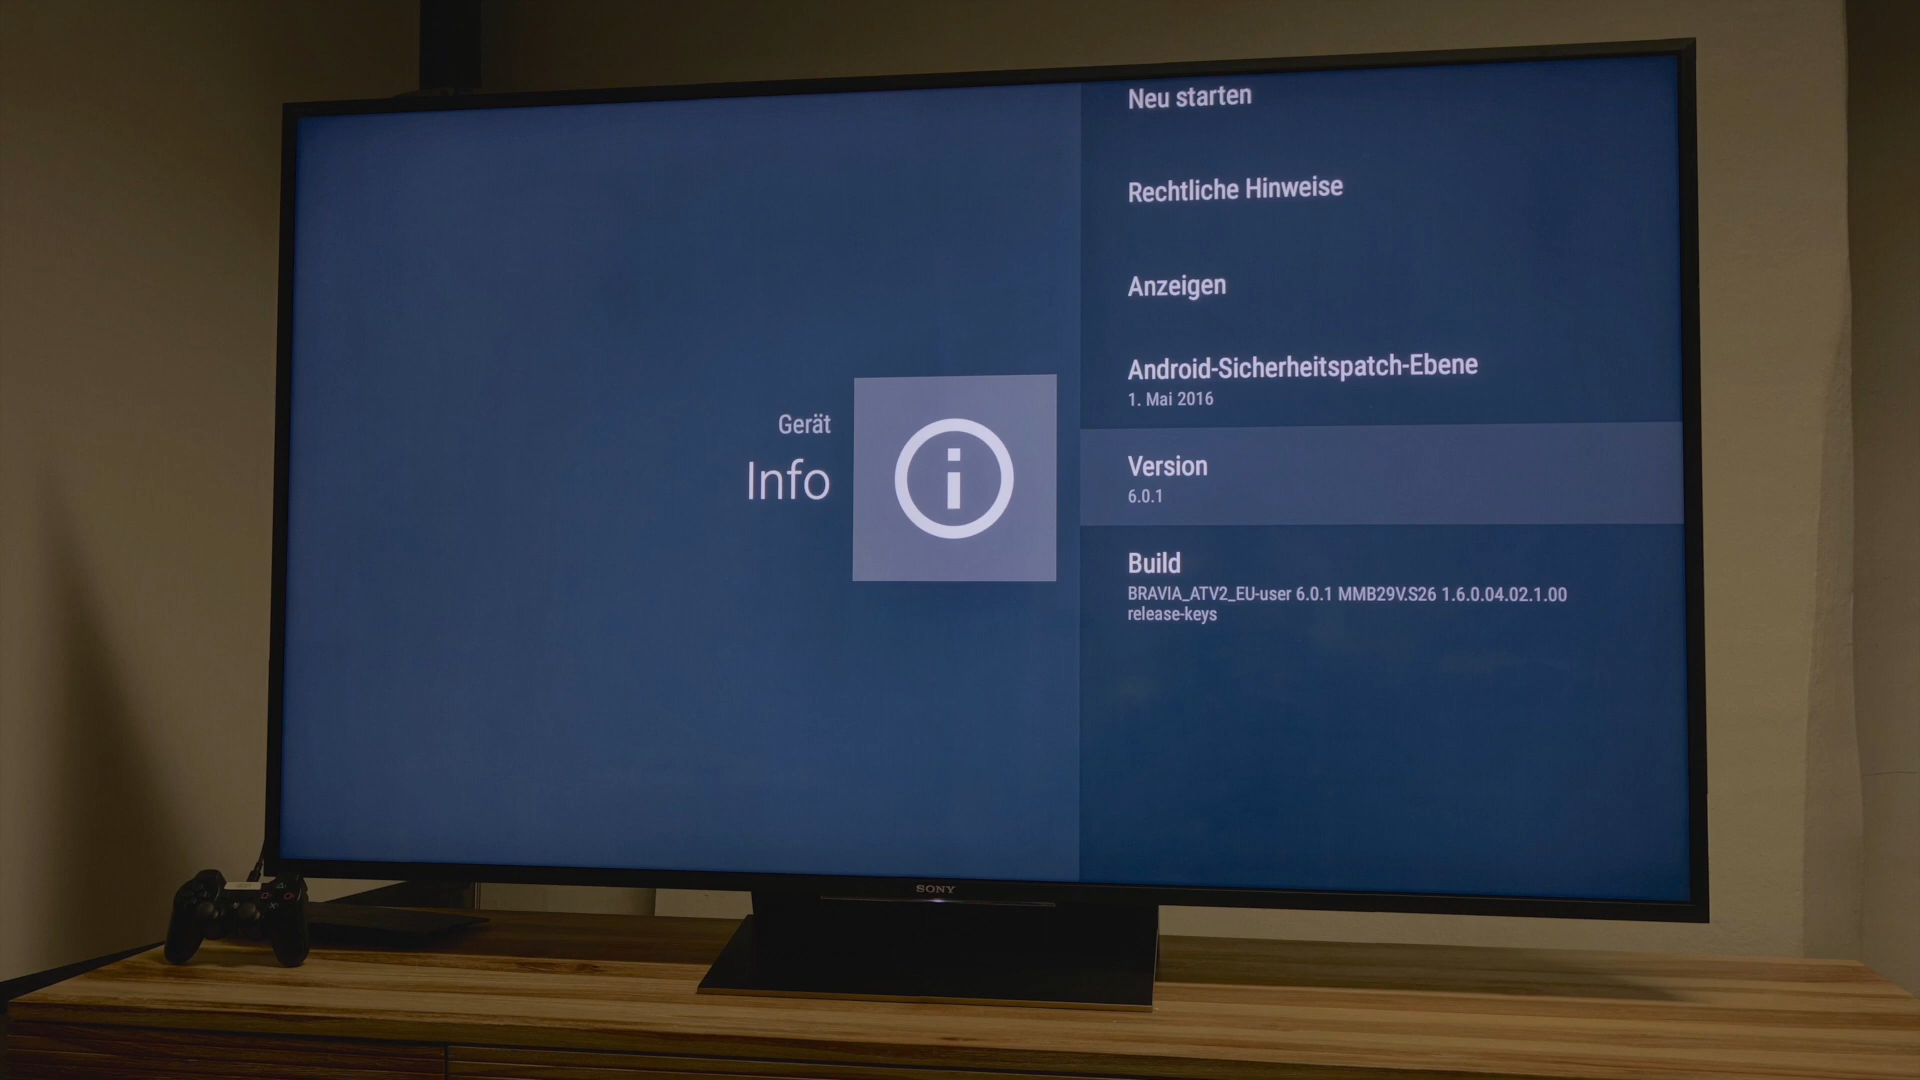 Neu starten
Rechtliche Hinweise
Anzeigen
Android-Sicherheitspatch-Ebene
1. Mai 2016
Gerät
Info
Version
6.0.1
Build
BRAVIA_ATV2_EU-user 6.0.1 MMB29V.S26 1.6.0.04.02.1.00
release-keys
SONY